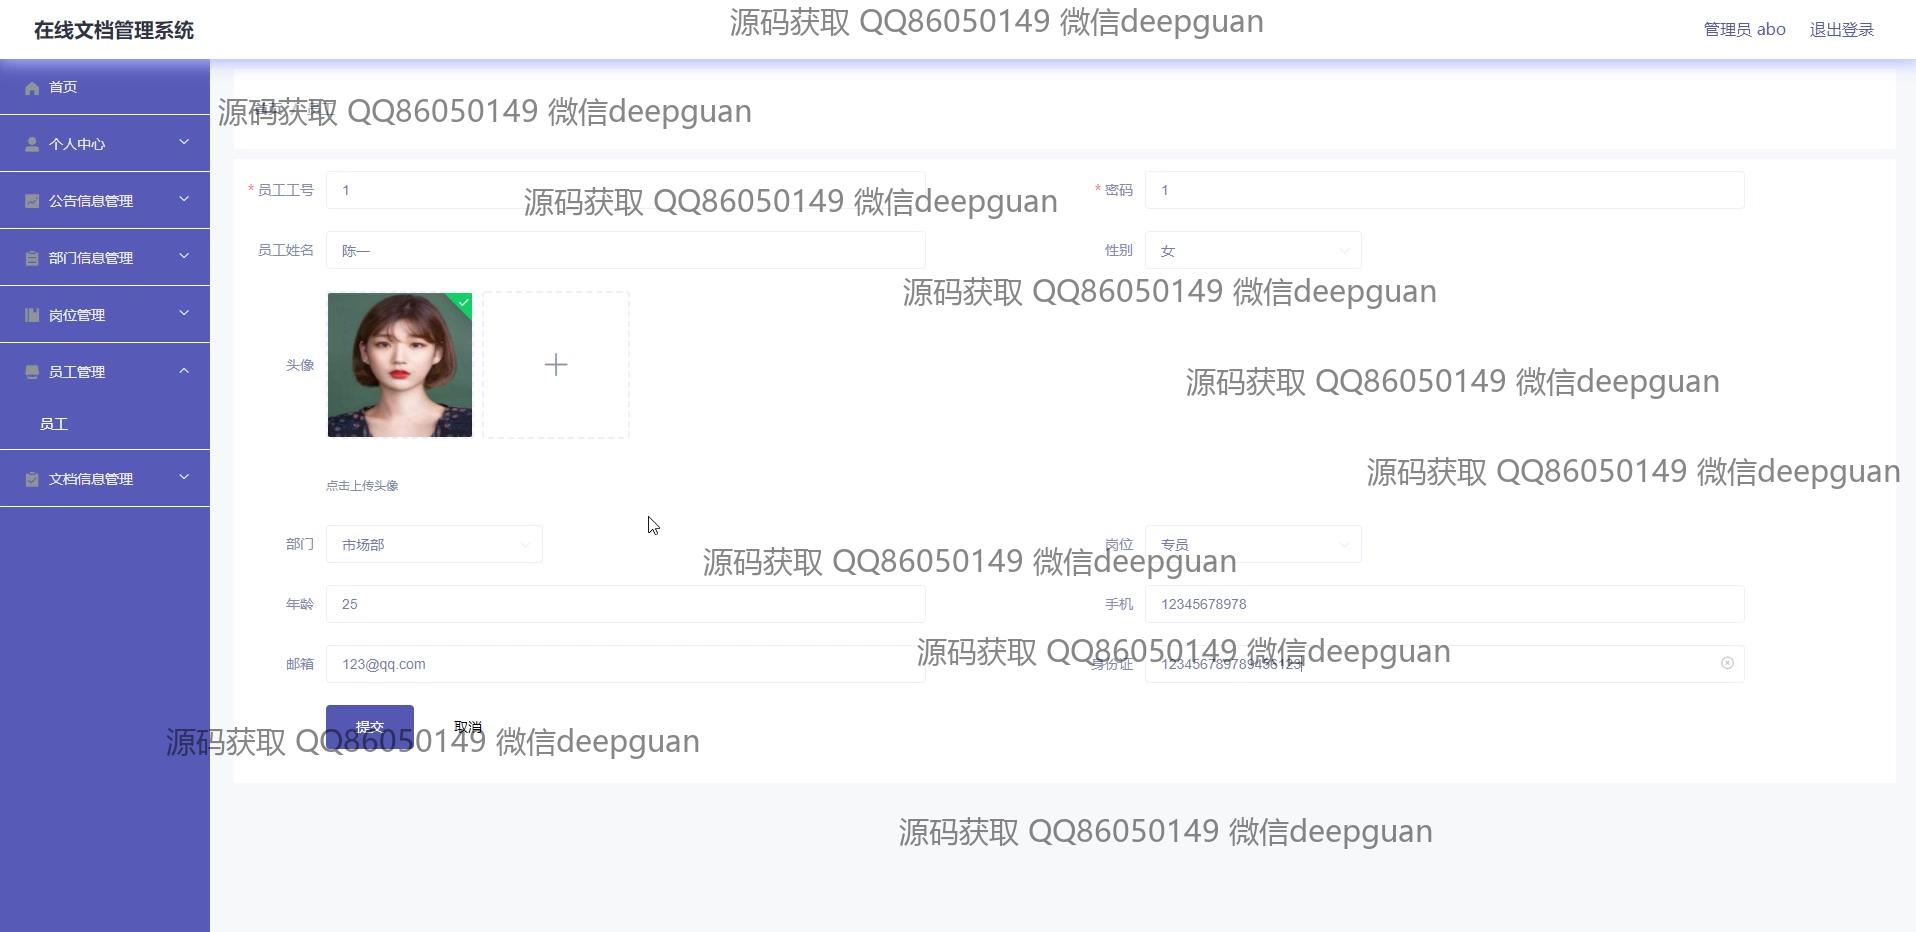 在线文档管理系统
源码获取 QQ86050149 微信deepguan
管理员 abo
退出登录
首页
源码获取 QQ86050149 微信deepguan
个人中心
公告信息管理
部门信息管理
岗位管理
员工管理
员工
文档信息管理
* 员工工号
1
* 密码
1
源码获取 QQ86050149 微信deepguan
员工姓名
陈一
性别
女
源码获取 QQ86050149 微信deepguan
头像
源码获取 QQ86050149 微信deepguan
源码获取 QQ86050149 微信deepguan
点击上传头像
部门
市场部
岗位
专员
源码获取 QQ86050149 微信deepguan
年龄
25
手机
12345678978
邮箱
123@qq.com
身份证
123456789789456123
源码获取 QQ86050149 微信deepguan
提交
取消
源码获取 QQ86050149 微信deepguan
源码获取 QQ86050149 微信deepguan